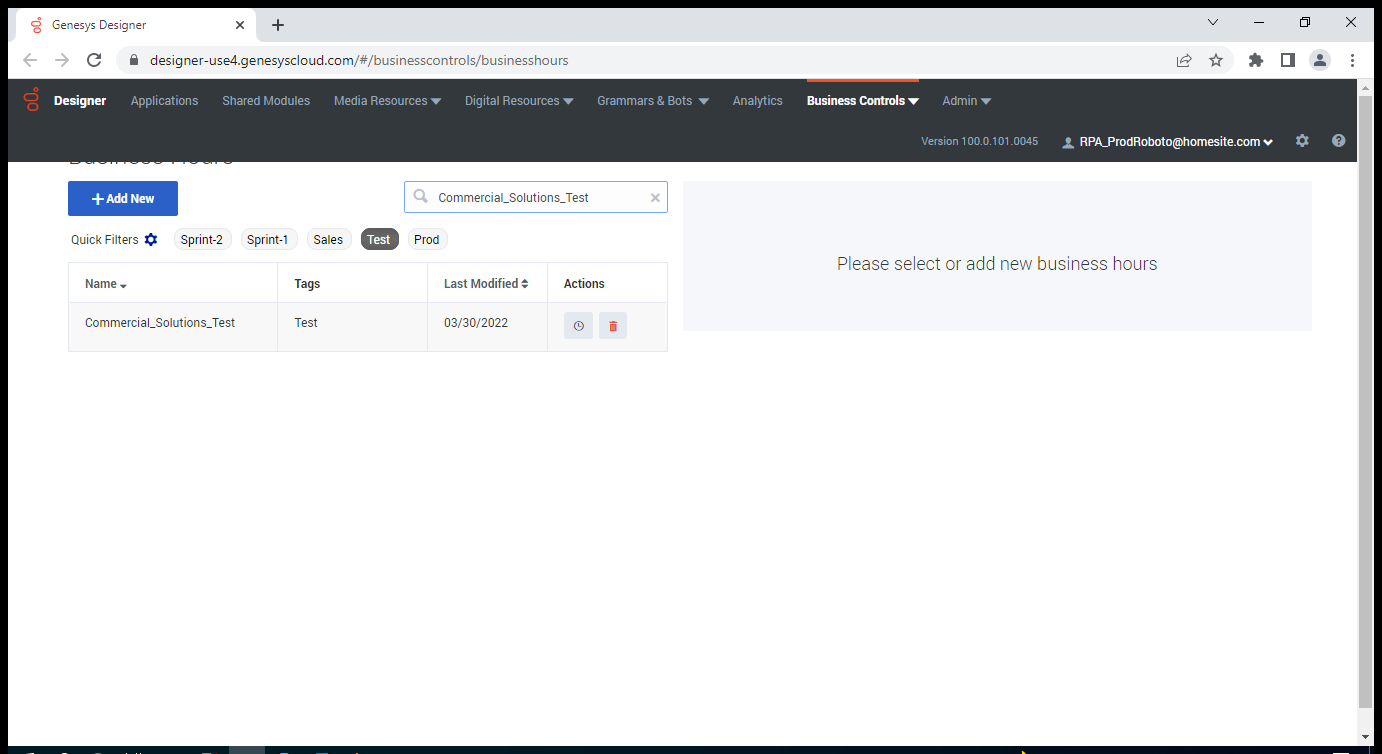 Genesys Designer
designer-use4.genesyscloud.com/#/businesscontrols/businesshours
Designer Applications Shared Modules Media Resources Digital Resources Grammars & Bots Analytics Business Controls Admin
Version 100.0.101.0045 RPA_ProdRoboto@homesite.com
Business Hours
Add New Commercial_Solutions_Test
Quick Filters Sprint-2 Sprint-1 Sales Test Prod
Name Tags Last Modified Actions
Commercial_Solutions_Test Test 03/30/2022
Please select or add new business hours